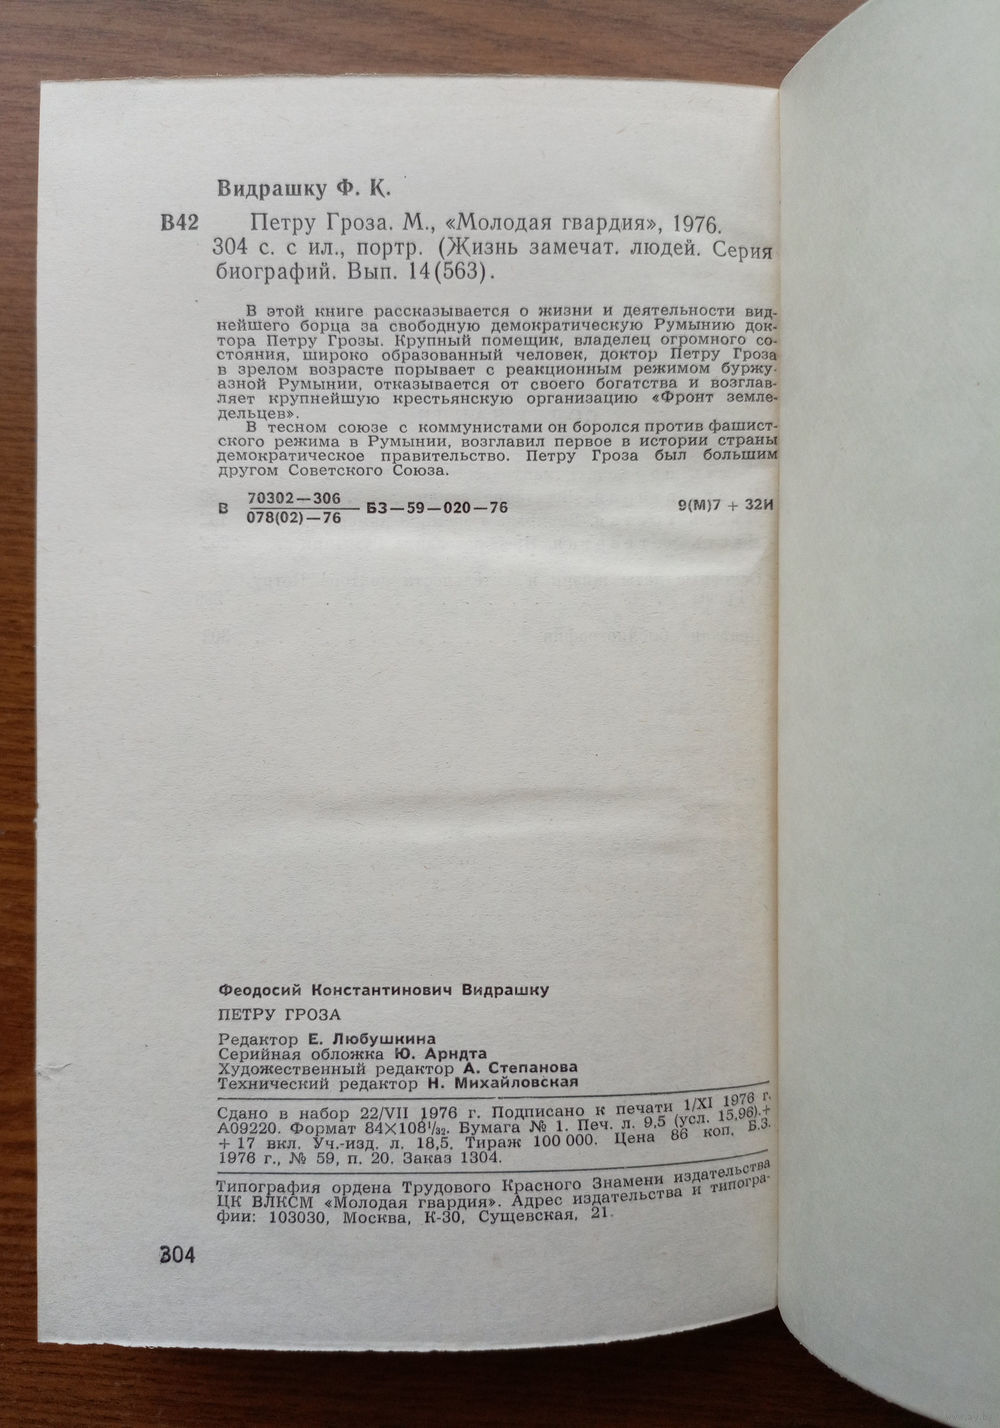 Видрашку Ф. К.
В42 Петру Гроза. М., «Молодая гвардия», 1976.
304 с. с ил., портр. (Жизнь замечат. людей. Серия
биографий. Вып. 14(563).
В этой книге рассказывается о жизни и деятельности вид-
нейшего борца за свободную демократическую Румынию док-
тора Петру Грозы. Крупный помещик, владелец огромного со-
стояния, широко образованный человек, доктор Петру Гроза
в зрелом возрасте порывает с реакционным режимом буржу-
азной Румынии, отказывается от своего богатства и возглав-
ляет крупнейшую крестьянскую организацию «Фронт земле-
дельцев».
В тесном союзе с коммунистами он боролся против фашист-
ского режима в Румынии, возглавил первое в истории страны
демократическое правительство. Петру Гроза был большим
другом Советского Союза.
В 70302—306 / 078(02)—76 БЗ—59—020—76 9(М)7 + 32И
Феодосий Константинович Видрашку
ПЕТРУ ГРОЗА
Редактор Е. Любушкина
Серийная обложка Ю. Арндта
Художественный редактор А. Степанова
Технический редактор Н. Михайловская
Сдано в набор 22/VII 1976 г. Подписано к печати 1/XI 1976 г.
А09220. Формат 84×108¹/₃₂. Бумага № 1. Печ. л. 9,5 (усл. 15,96).+
+ 17 вкл. Уч.-изд. л. 18,5. Тираж 100 000. Цена 86 коп. Б.З.
1976 г., № 59, п. 20. Заказ 1304.
Типография ордена Трудового Красного Знамени издательства
ЦК ВЛКСМ «Молодая гвардия». Адрес издательства и типогра-
фии: 103030, Москва, К-30, Сущевская, 21.
304